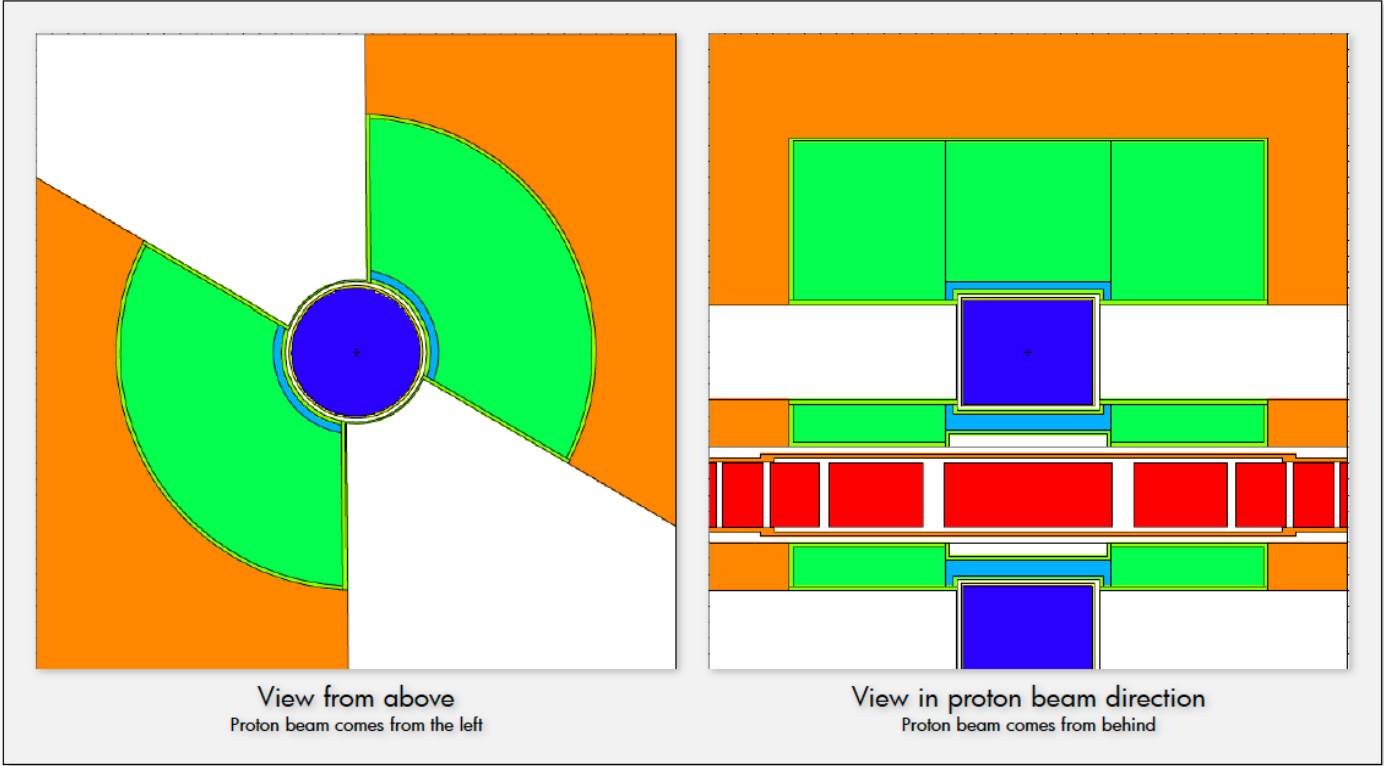 View from above
Proton beam comes from the left
View in proton beam direction
Proton beam comes from behind